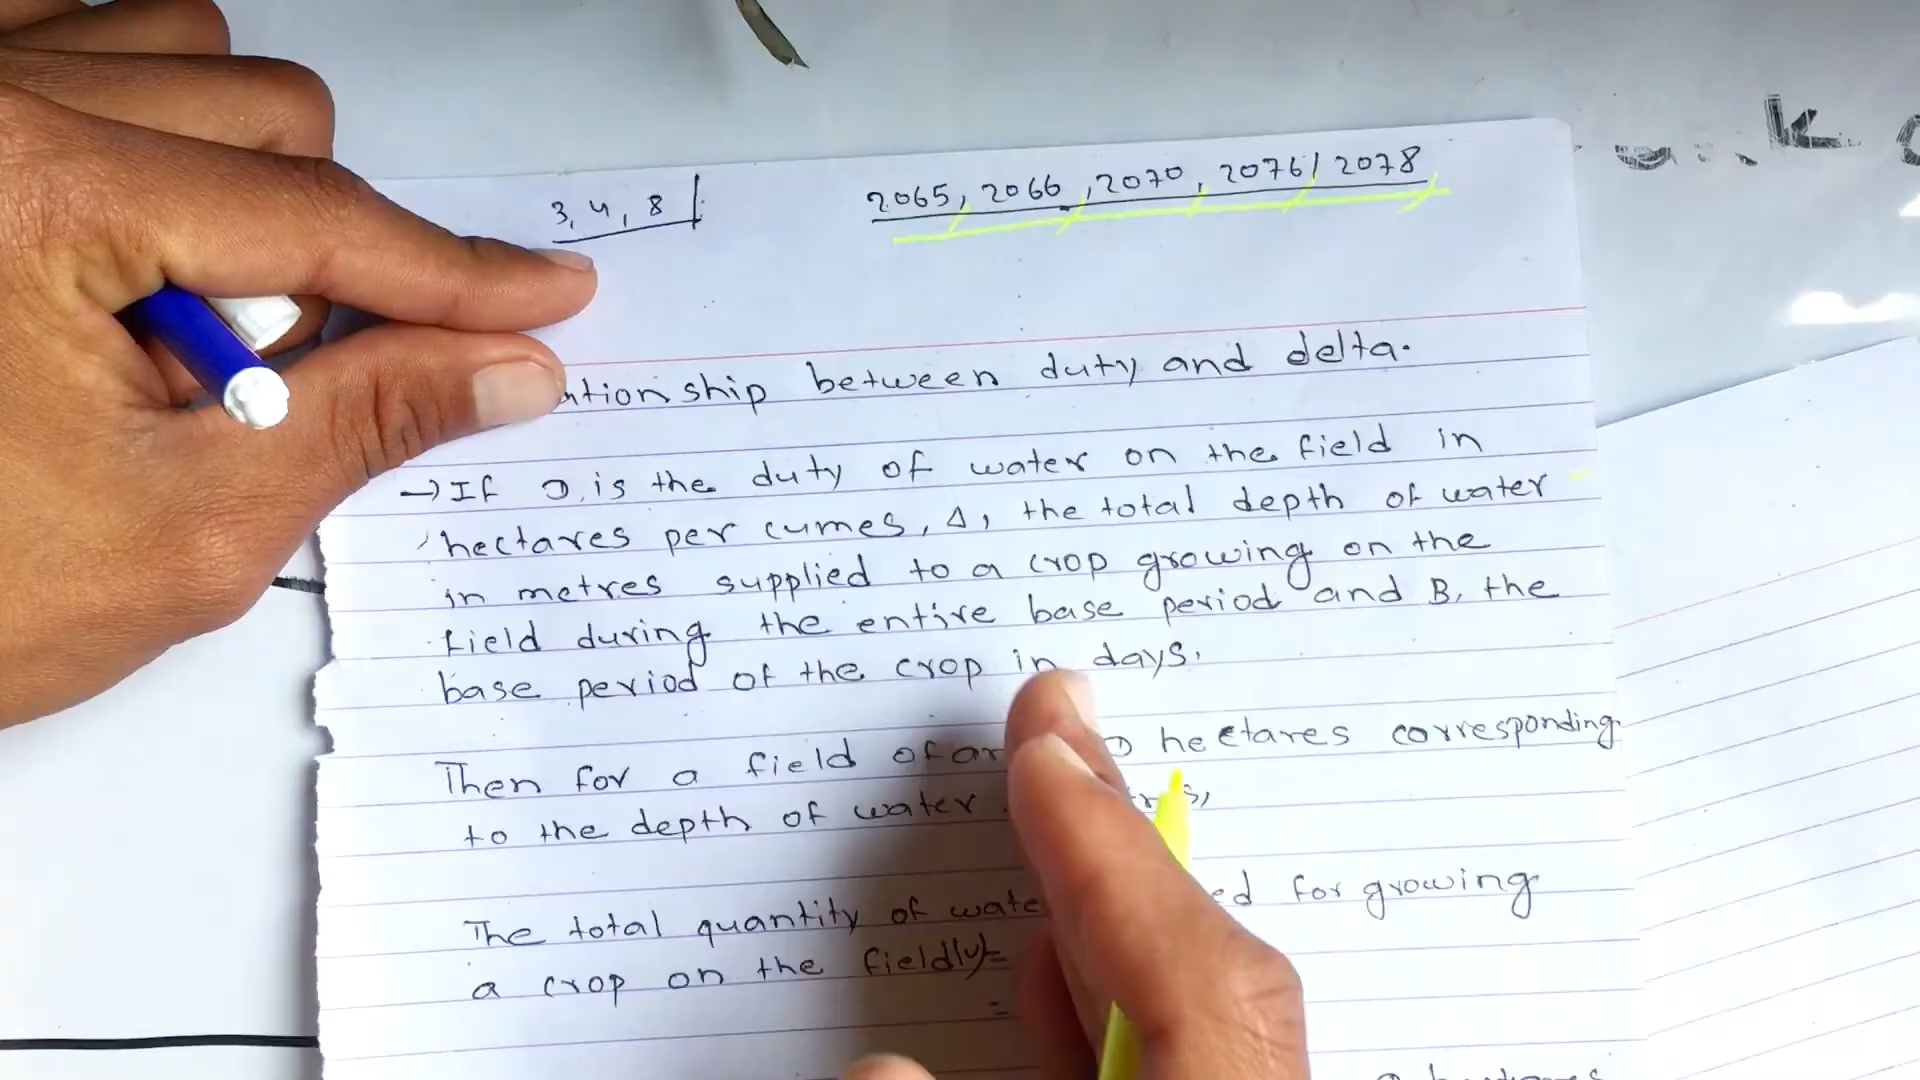 3, 4, 8
2065, 2066, 2070, 2076/ 2078
between duty and delta.
→ If D, is the duty of water on the field in
hectares per cumes, Δ, the total depth of water
in metres supplied to a crop growing on the
field during the entire base period and B, the
base period of the crop in days.
Then for a field of D hectares corresponding
to the depth of water
The total quantity of for growing
a crop on the field(v)=
=